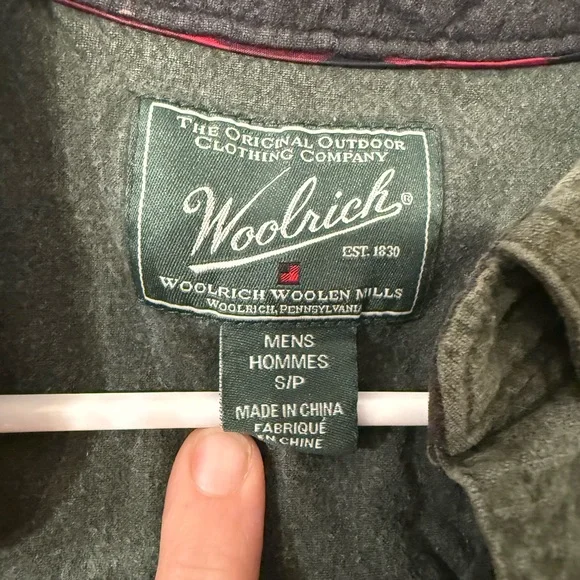 THE ORIGINAL OUTDOOR
CLOTHING COMPANY
Woolrich®
EST. 1830
WOOLRICH WOOLEN MILLS
WOOLRICH, PENNSYLVANIA
MENS
HOMMES
S/P
MADE IN CHINA
FABRIQUÉ
EN CHINE